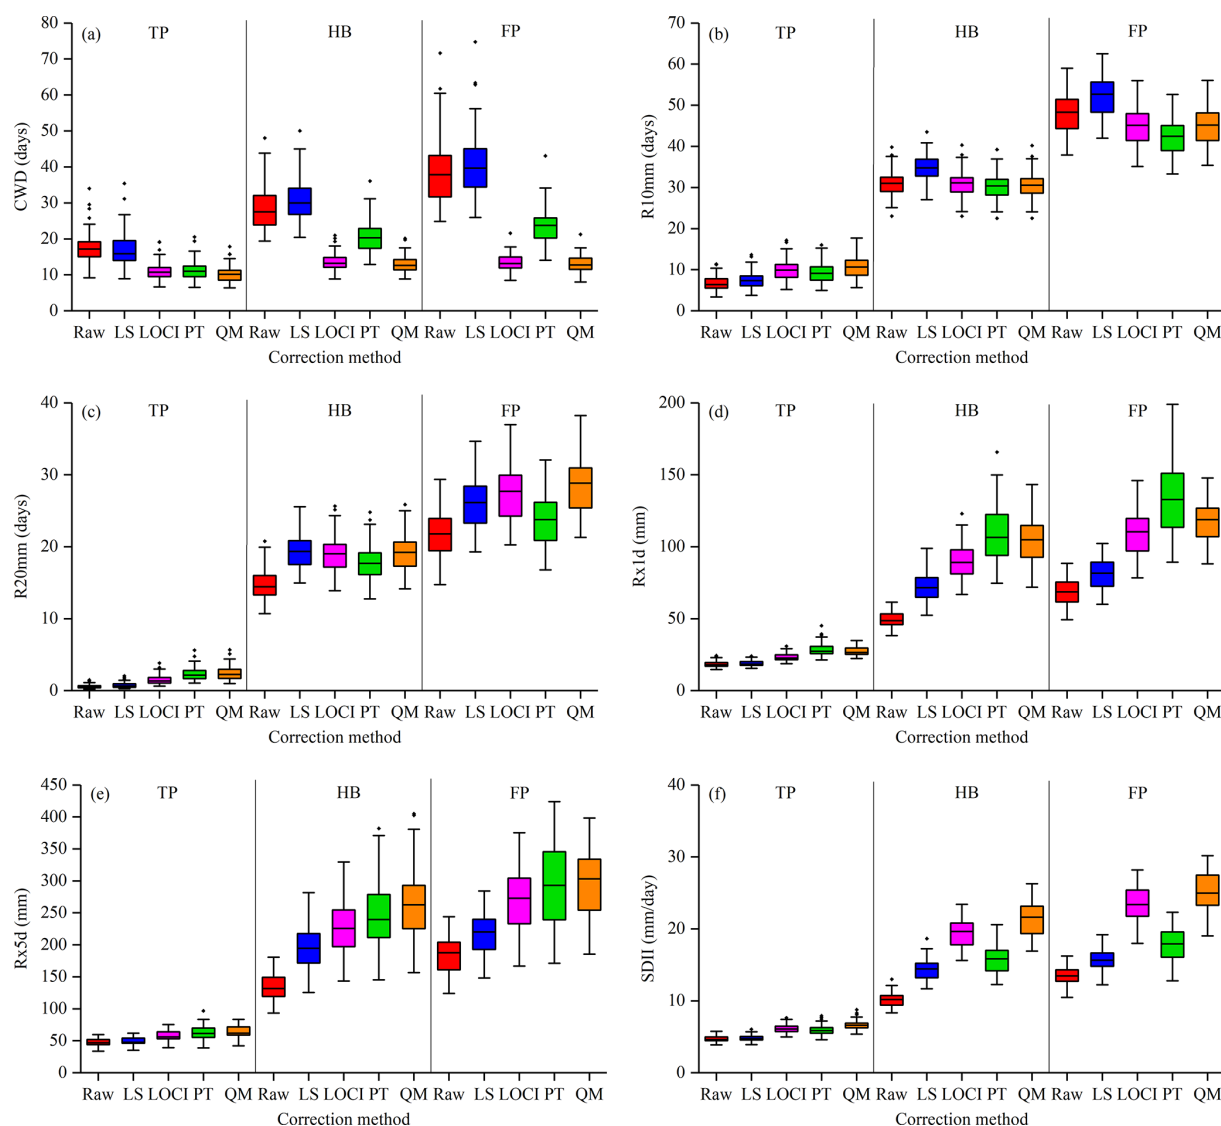 (a) TP HB FP
CWD (days)
80
70
60
50
40
30
20
10
0
Raw LS LOCI PT QM Raw LS LOCI PT QM Raw LS LOCI PT QM
Correction method
(b) TP HB FP
R10mm (days)
70
60
50
40
30
20
10
0
Raw LS LOCI PT QM Raw LS LOCI PT QM Raw LS LOCI PT QM
Correction method
(c) TP HB FP
R20mm (days)
40
30
20
10
0
Raw LS LOCI PT QM Raw LS LOCI PT QM Raw LS LOCI PT QM
Correction method
(d) TP HB FP
Rx1d (mm)
200
150
100
50
0
Raw LS LOCI PT QM Raw LS LOCI PT QM Raw LS LOCI PT QM
Correction method
(e) TP HB FP
Rx5d (mm)
450
400
350
300
250
200
150
100
50
0
Raw LS LOCI PT QM Raw LS LOCI PT QM Raw LS LOCI PT QM
Correction method
(f) TP HB FP
SDII (mm/day)
40
30
20
10
0
Raw LS LOCI PT QM Raw LS LOCI PT QM Raw LS LOCI PT QM
Correction method